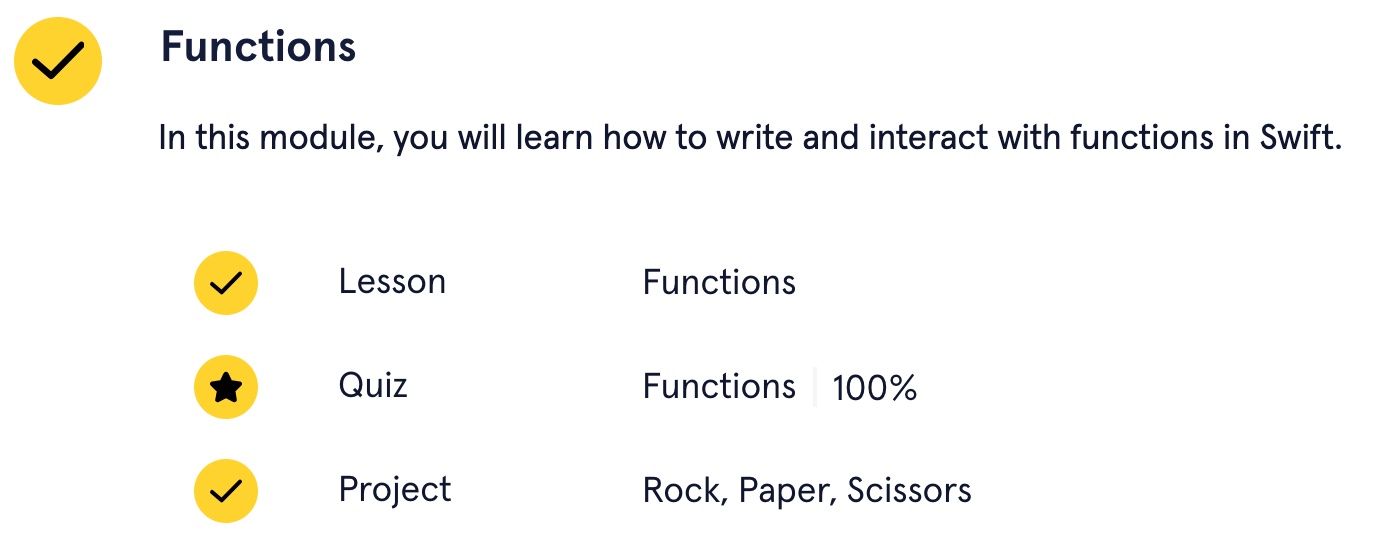 Functions
In this module, you will learn how to write and interact with functions in Swift.
Lesson Functions
Quiz Functions 100%
Project Rock, Paper, Scissors